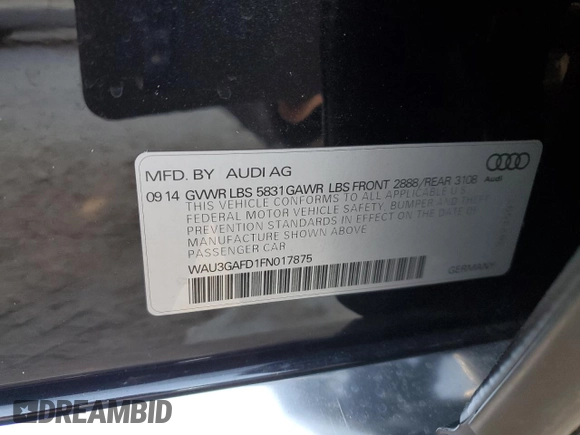 MFD. BY AUDI AG
Audi
09 14 GVWR LBS 5831 GAWR LBS FRONT 2888/REAR 3108
THIS VEHICLE CONFORMS TO ALL APPLICABLE U.S.
FEDERAL MOTOR VEHICLE SAFETY, BUMPER AND THEFT
PREVENTION STANDARDS IN EFFECT ON THE DATE OF
MANUFACTURE SHOWN ABOVE
PASSENGER CAR
WAU3GAFD1FN017875
GERMANY
DREAMBID